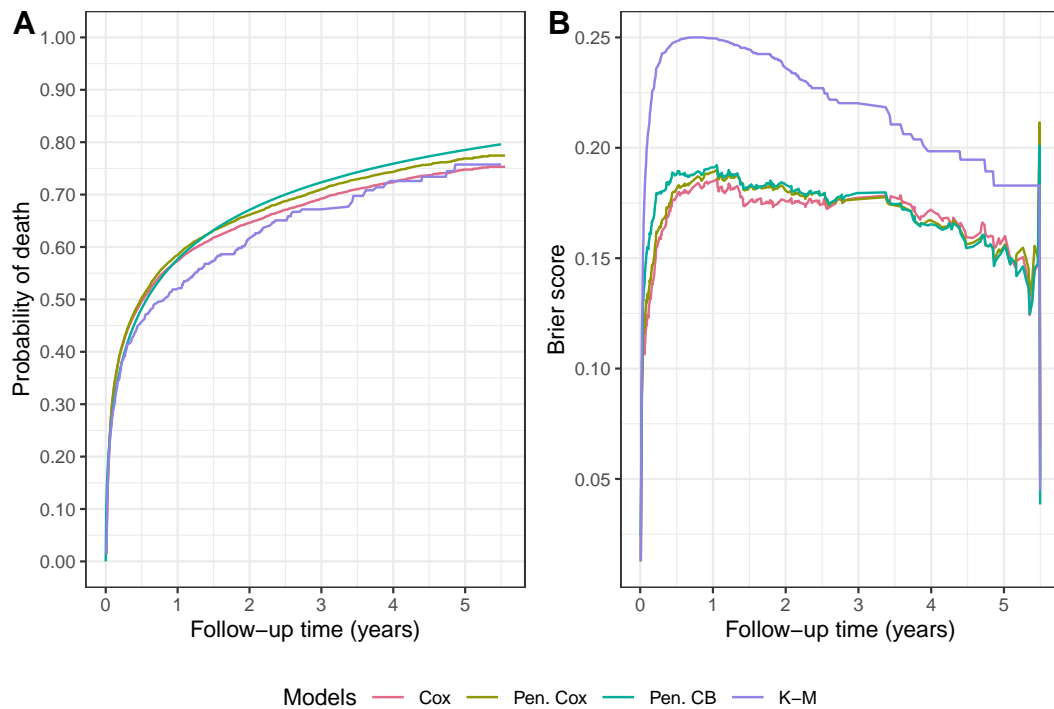 A
B
1.00
0.90
0.80
0.70
0.60
0.50
0.40
0.30
0.20
0.10
0.00
Probability of death
0 1 2 3 4 5
Follow−up time (years)
0.25
0.20
0.15
0.10
0.05
Brier score
0 1 2 3 4 5
Follow−up time (years)
Models Cox Pen. Cox Pen. CB K−M